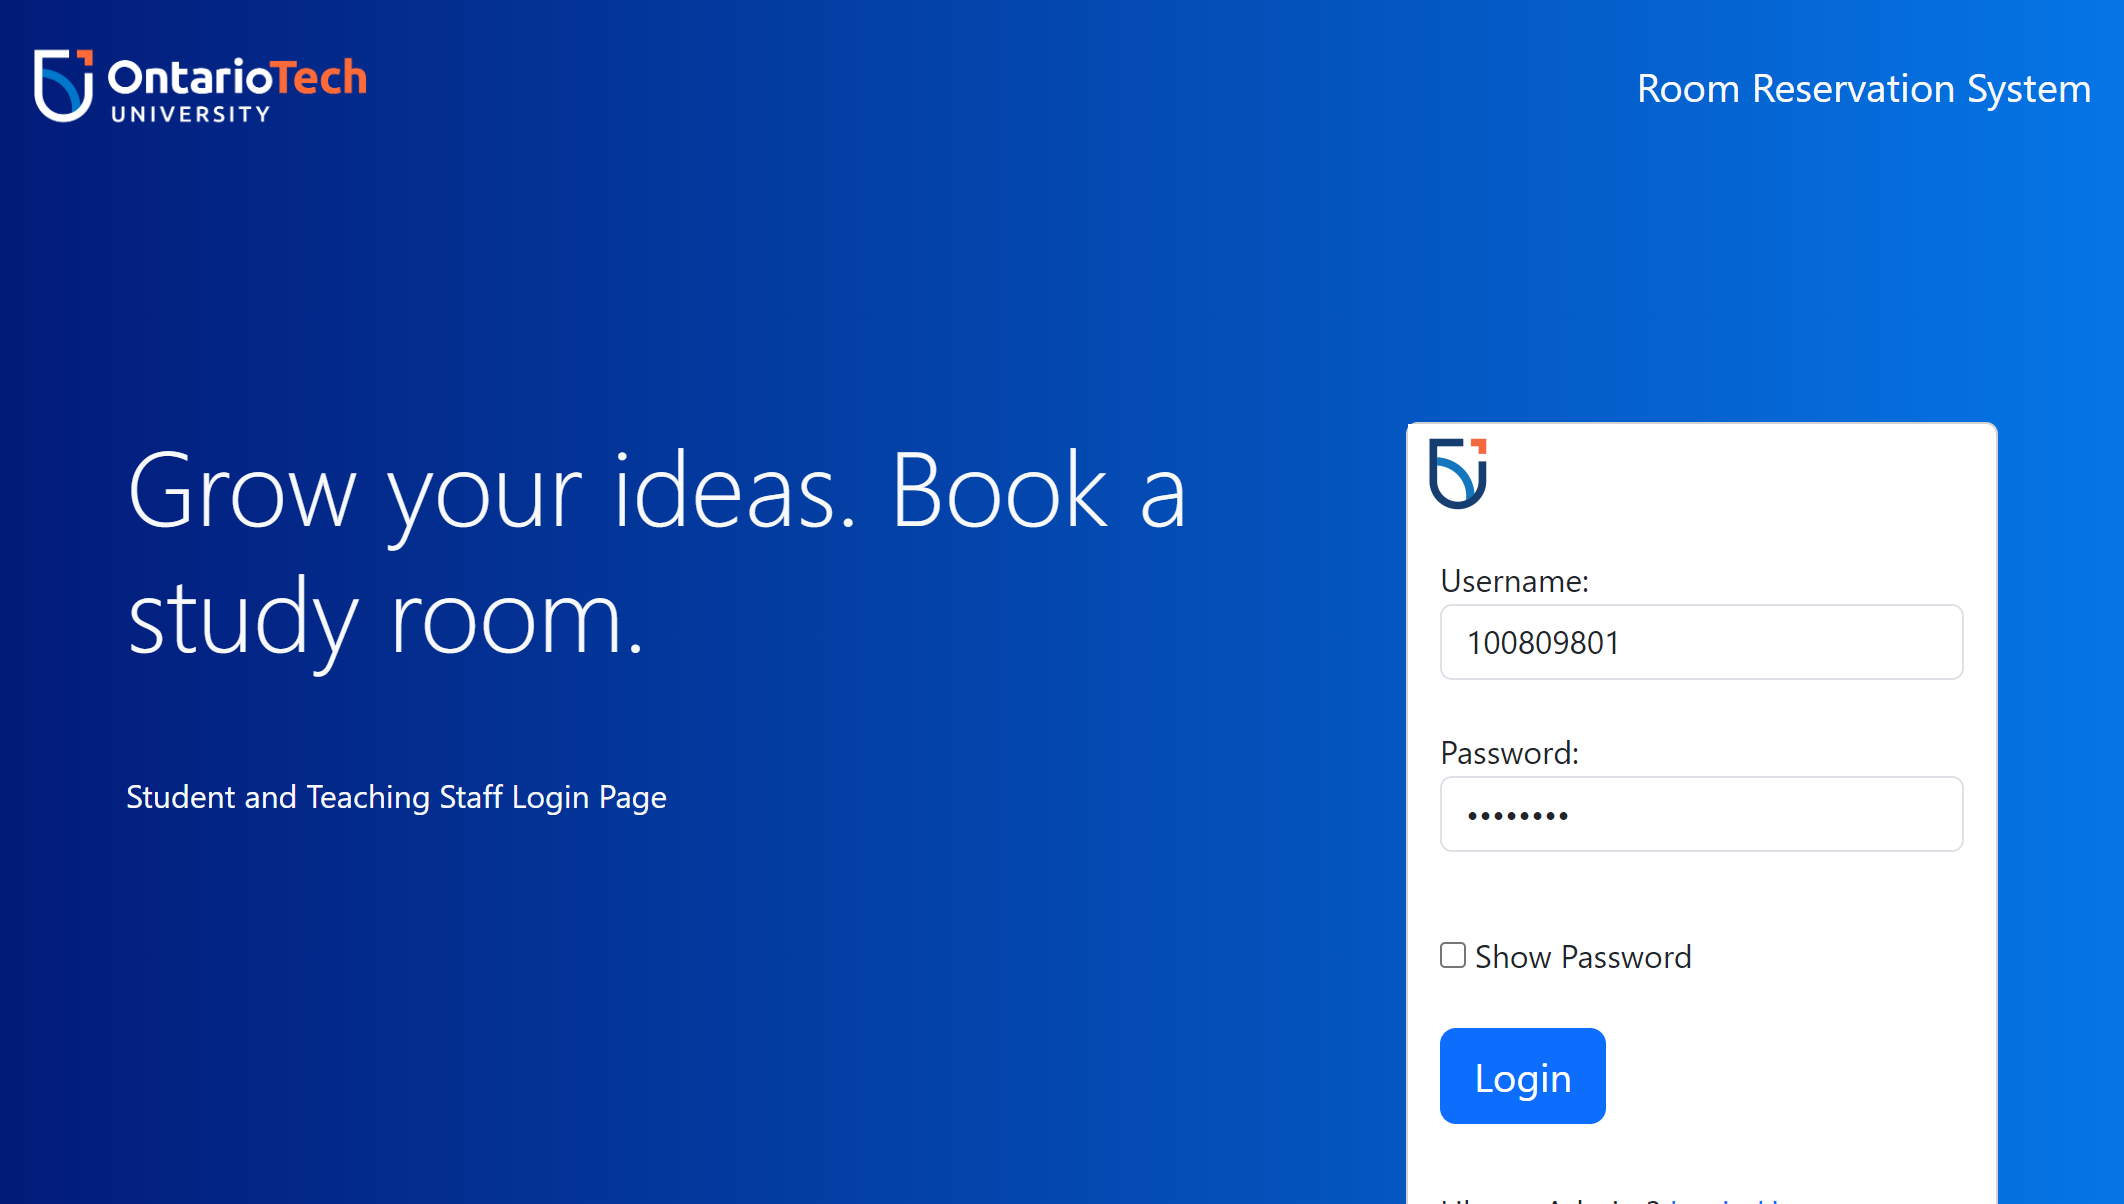 OntarioTech
UNIVERSITY
Room Reservation System
Grow your ideas. Book a
study room.
Student and Teaching Staff Login Page
Username:
100809801
Password:
••••••••
Show Password
Login